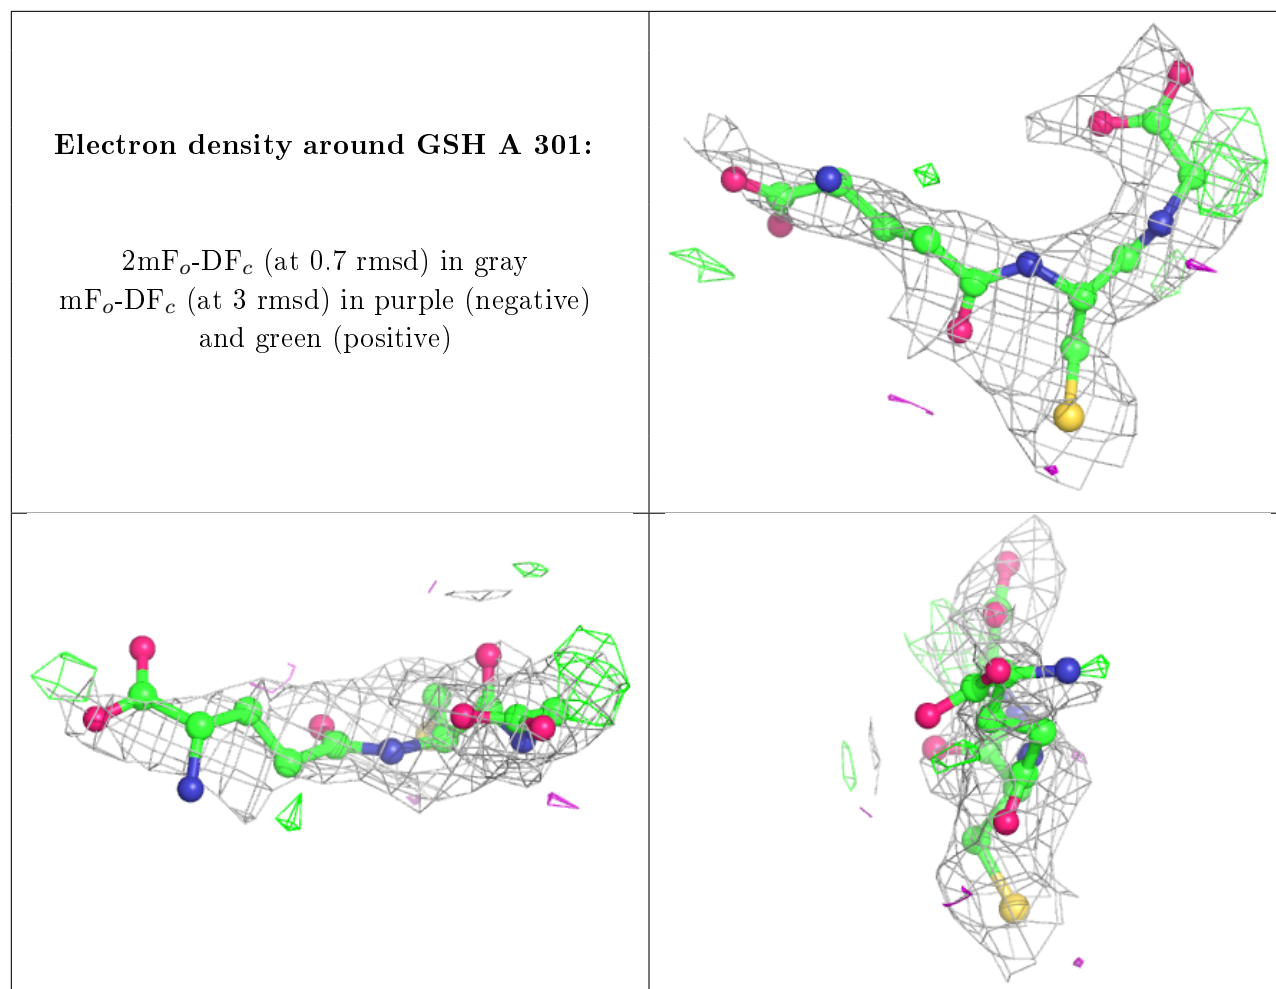 Electron density around GSH A 301:
2mFo-DFc (at 0.7 rmsd) in gray
mFo-DFc (at 3 rmsd) in purple (negative)
and green (positive)